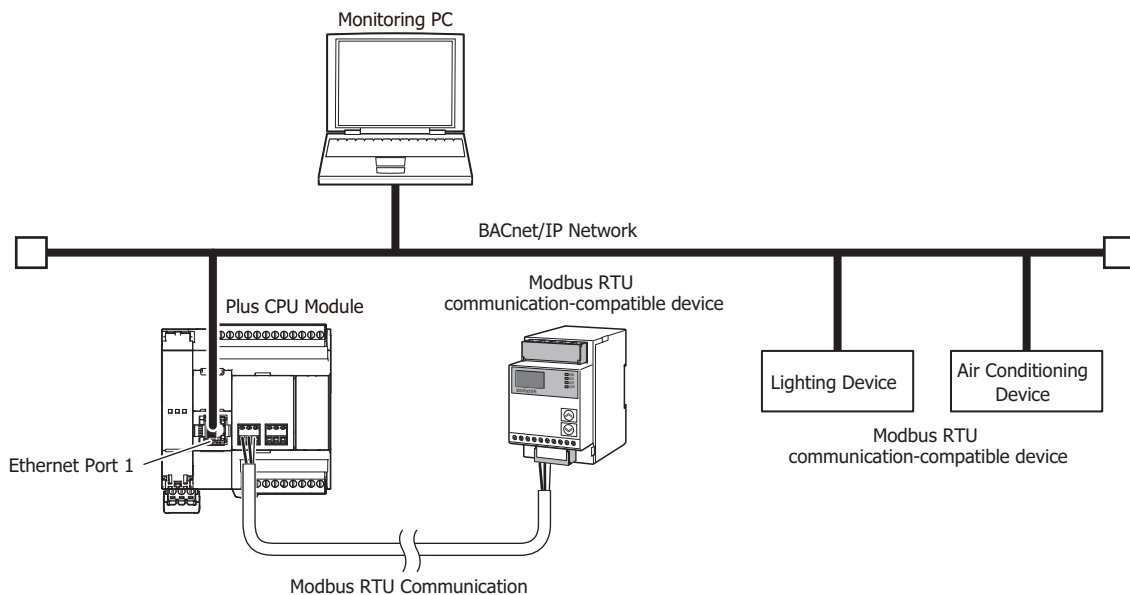 Monitoring PC
BACnet/IP Network
Modbus RTU
communication-compatible device
Plus CPU Module
Lighting Device
Air Conditioning
Device
Ethernet Port 1
Modbus RTU
communication-compatible device
Modbus RTU Communication